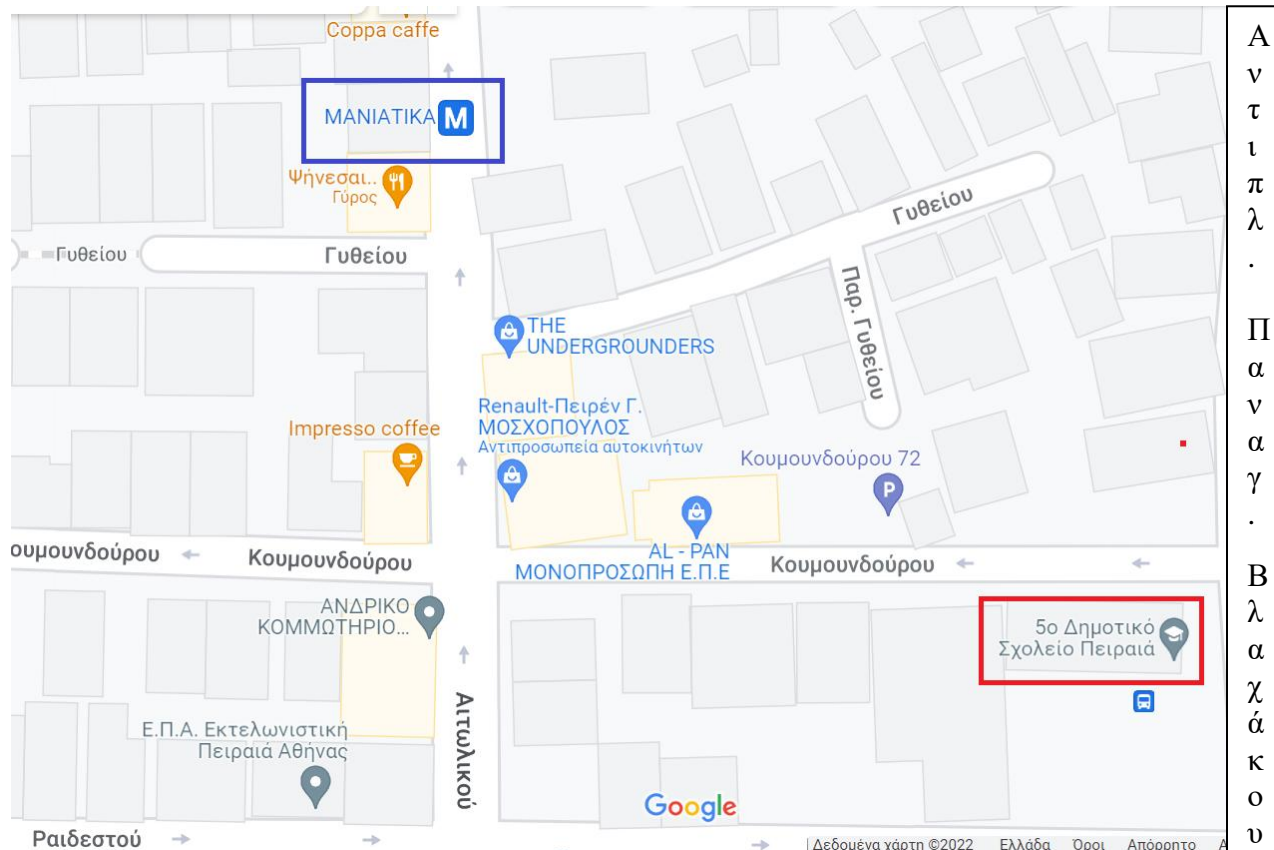 Coppa caffe
ΜΑΝΙΑΤΙΚΑ M
Ψήνεσαι..
Γύρος
Γυθείου
Γυθείου
Γυθείου
Παρ. Γυθείου
THE
UNDERGROUNDERS
Renault-Πειρέν Γ.
ΜΟΣΧΟΠΟΥΛΟΣ
Αντιπροσωπεία αυτοκινήτων
Impresso coffee
Κουμουνδούρου 72
P
AL - PAN
ΜΟΝΟΠΡΟΣΩΠΗ Ε.Π.Ε
ουμουνδούρου
Κουμουνδούρου
Κουμουνδούρου
ΑΝΔΡΙΚΟ
ΚΟΜΜΩΤΗΡΙΟ...
5ο Δημοτικό
Σχολείο Πειραιά
Αιτωλικού
Ε.Π.Α. Εκτελωνιστική
Πειραιά Αθήνας
Google
Ραιδεστού
Δεδομένα χάρτη ©2022 Ελλάδα Όροι Απόρρητο
Αντιπλ. Παναγ. Βλαχάκου